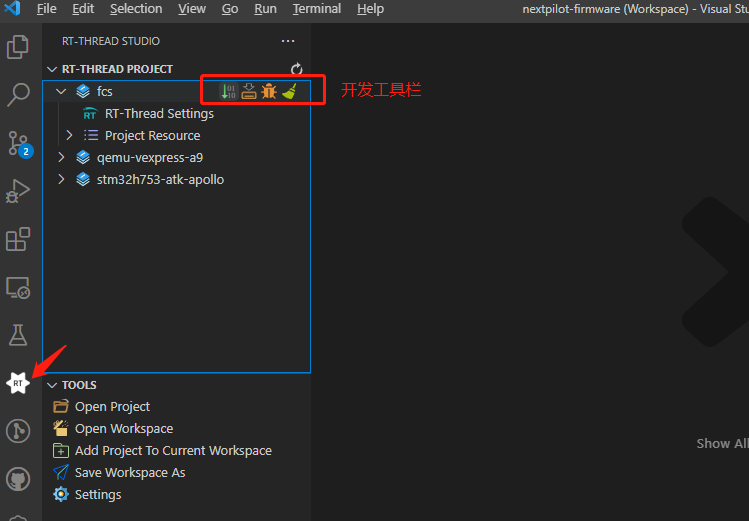 File Edit Selection View Go Run Terminal Help nextpilot-firmware (Workspace) - Visual Stu
RT-THREAD STUDIO
RT-THREAD PROJECT
fcs
开发工具栏
RT-Thread Settings
Project Resource
2
qemu-vexpress-a9
stm32h753-atk-apollo
RT
TOOLS
Open Project
Open Workspace
Show All
Add Project To Current Workspace
Save Workspace As
Settings